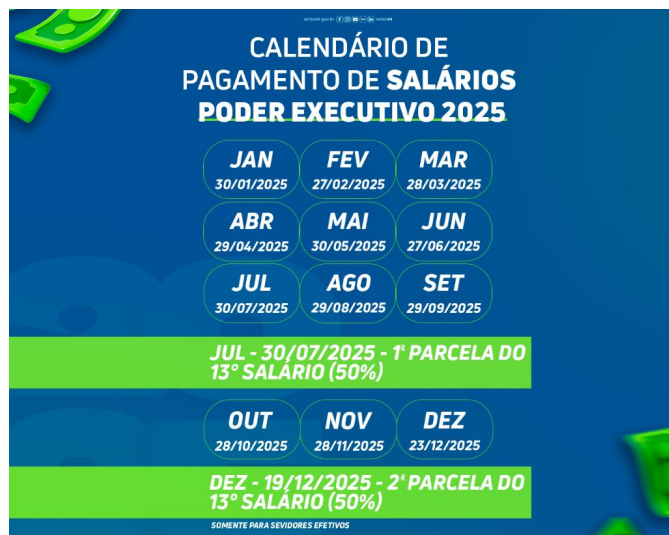 sefazmt.gov.br sefazmt
CALENDÁRIO DE
PAGAMENTO DE SALÁRIOS
PODER EXECUTIVO 2025
JAN FEV MAR
30/01/2025 27/02/2025 28/03/2025
ABR MAI JUN
29/04/2025 30/05/2025 27/06/2025
JUL AGO SET
30/07/2025 29/08/2025 29/09/2025
JUL - 30/07/2025 - 1ª PARCELA DO
13° SALÁRIO (50%)
OUT NOV DEZ
28/10/2025 28/11/2025 23/12/2025
DEZ - 19/12/2025 - 2ª PARCELA DO
13° SALÁRIO (50%)
SOMENTE PARA SEVIDORES EFETIVOS